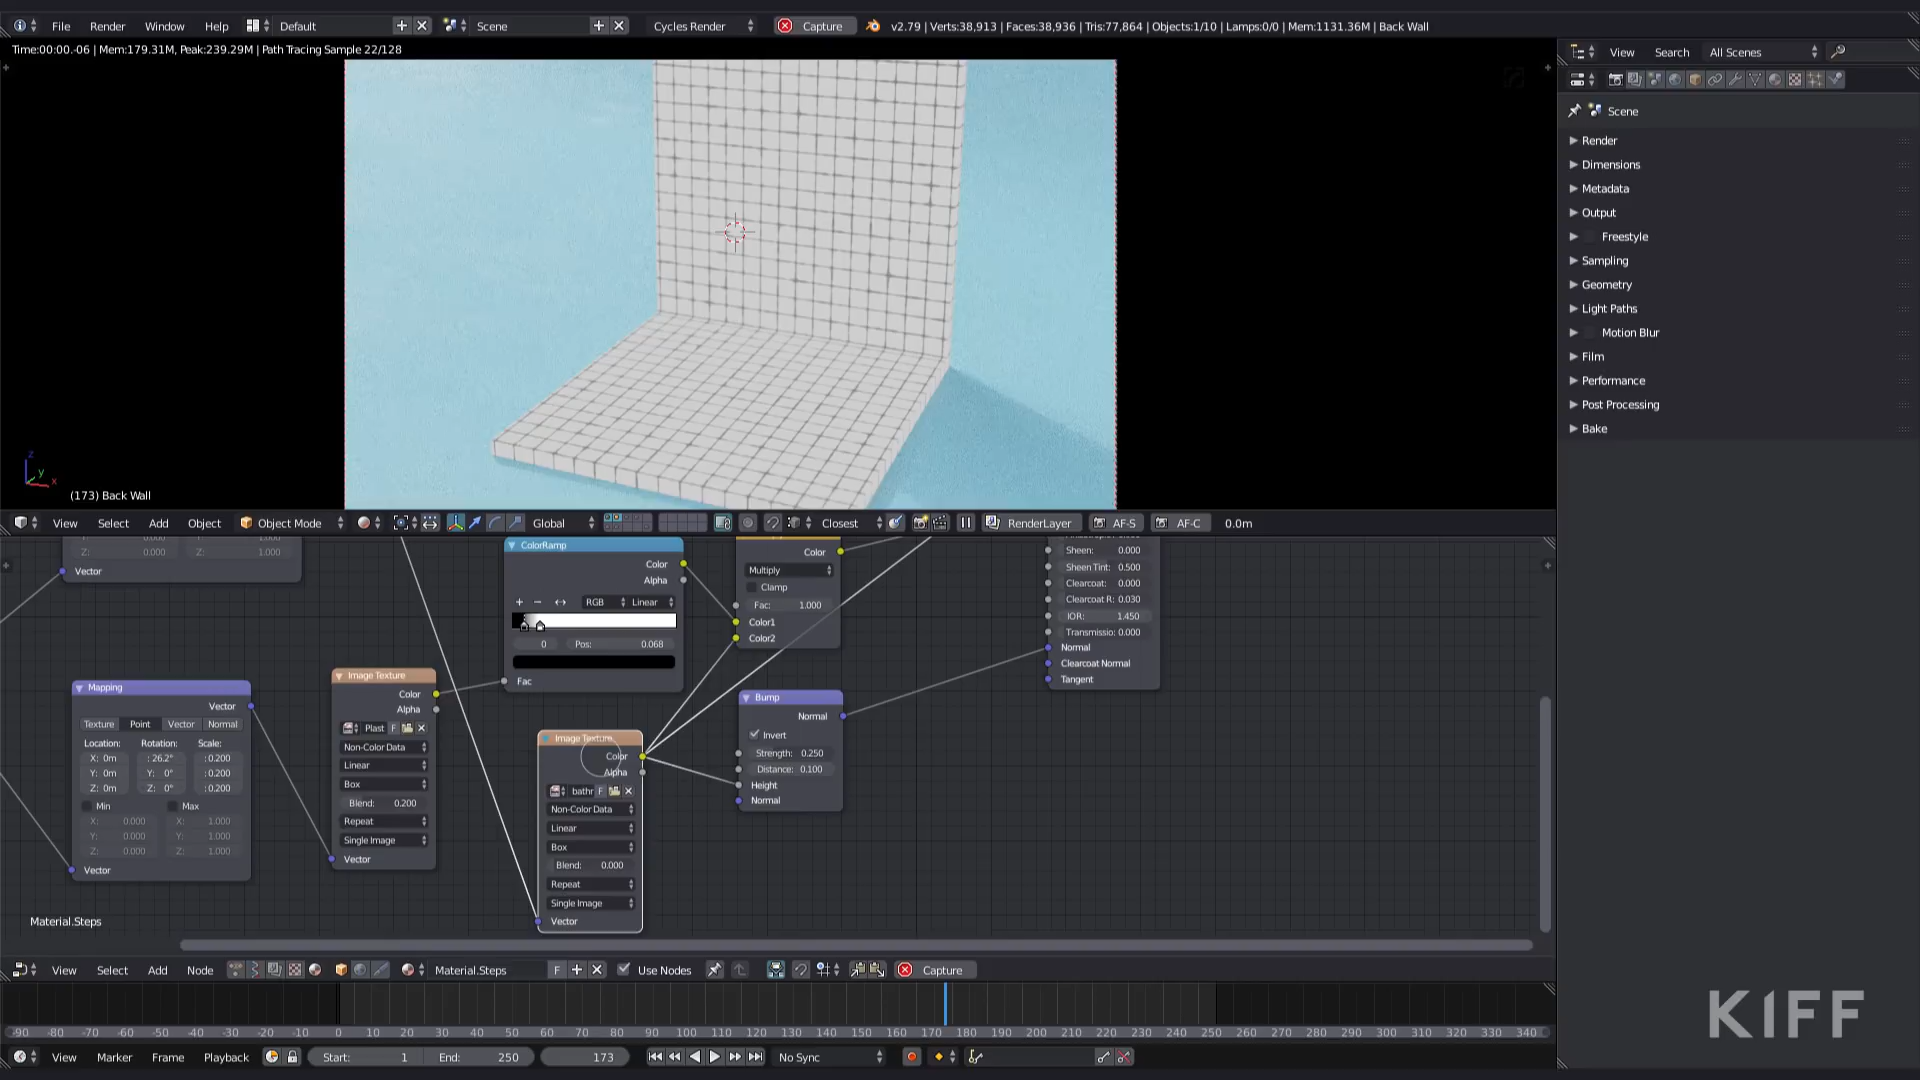 File Render Window Help Default Scene Cycles Render Capture v2.79 | Verts:38,913 | Faces:38,936 | Tris:77,864 | Objects:1/10 | Lamps:0/0 | Mem:1131.36M | Back Wall
Time:00:00.-06 | Mem:179.31M, Peak:239.29M | Path Tracing Sample 22/128
View Search All Scenes
Scene
Render
Dimensions
Metadata
Output
Freestyle
Sampling
Geometry
Light Paths
Motion Blur
Film
Performance
Post Processing
Bake
z
y
x
(173) Back Wall
View Select Add Object Object Mode Global Closest RenderLayer AF-S AF-C 0.0m
Z: 0.000 Z: 1.000
Vector
ColorRamp
Color
Alpha
+ − RGB Linear
0 Pos: 0.068
Fac
Color
Multiply
Clamp
Fac: 1.000
Color1
Color2
Sheen: 0.000
Sheen Tint: 0.500
Clearcoat: 0.000
Clearcoat R: 0.030
IOR: 1.450
Transmissio: 0.000
Normal
Clearcoat Normal
Tangent
Mapping
Vector
Texture Point Vector Normal
Location: Rotation: Scale:
X: 0m :26.2° :0.200
Y: 0m Y: 0° :0.200
Z: 0m Z: 0° :0.200
Min Max
X: 0.000 X: 1.000
Y: 0.000 Y: 1.000
Z: 0.000 Z: 1.000
Vector
Image Texture
Color
Alpha
Plast F
Non-Color Data
Linear
Box
Blend: 0.200
Repeat
Single Image
Vector
Image Texture
Color
Alpha
bathr F
Non-Color Data
Linear
Box
Blend: 0.000
Repeat
Single Image
Vector
Bump
Normal
Invert
Strength: 0.250
Distance: 0.100
Height
Normal
Material.Steps
View Select Add Node Material.Steps F Use Nodes Capture
-90 -80 -70 -60 -50 -40 -30 -20 -10 0 10 20 30 40 50 60 70 80 90 100 110 120 130 140 150 160 170 180 190 200 210 220 230 240 250 260 270 280 290 300 310 320 330 340
View Marker Frame Playback Start: 1 End: 250 173 No Sync
KIFF